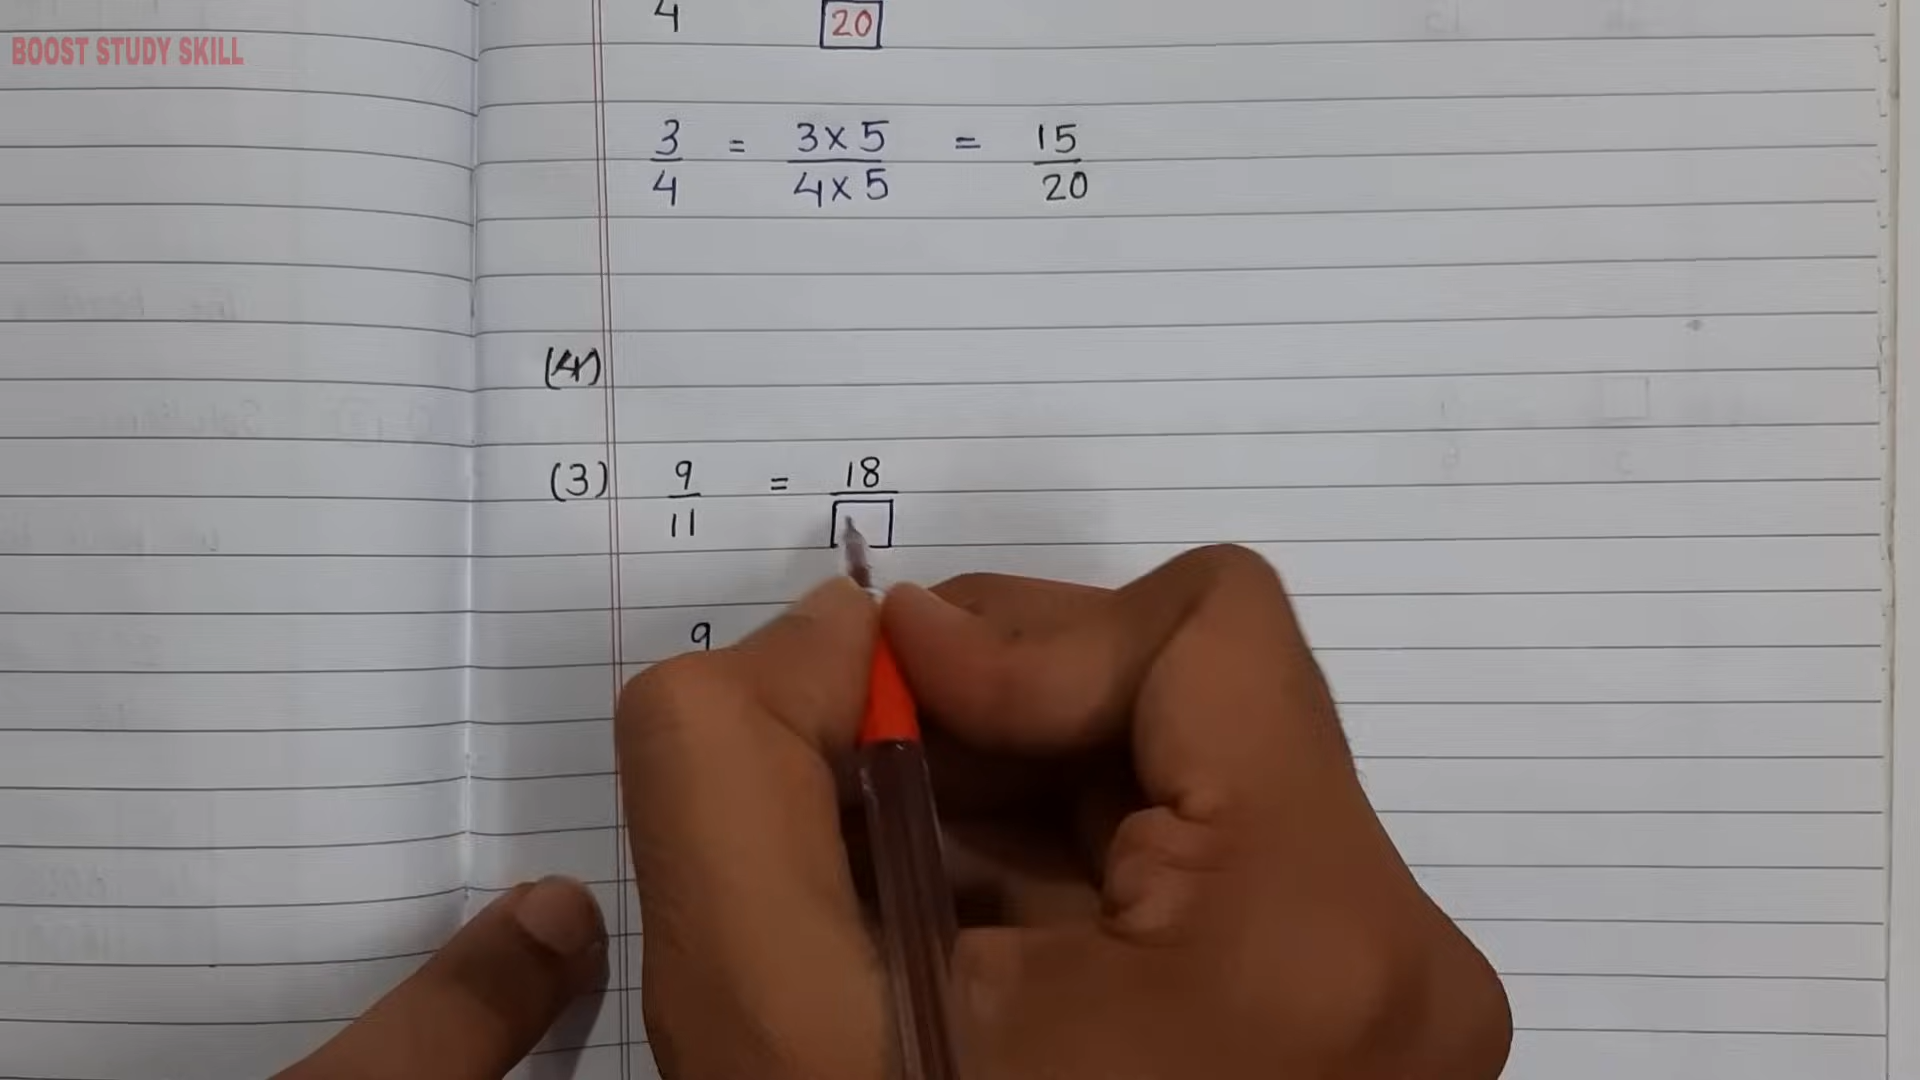 BOOST STUDY SKILL
4 20
3/4 = 3x5/4x5 = 15/20
(4)
(3) 9/11 = 18/□
9